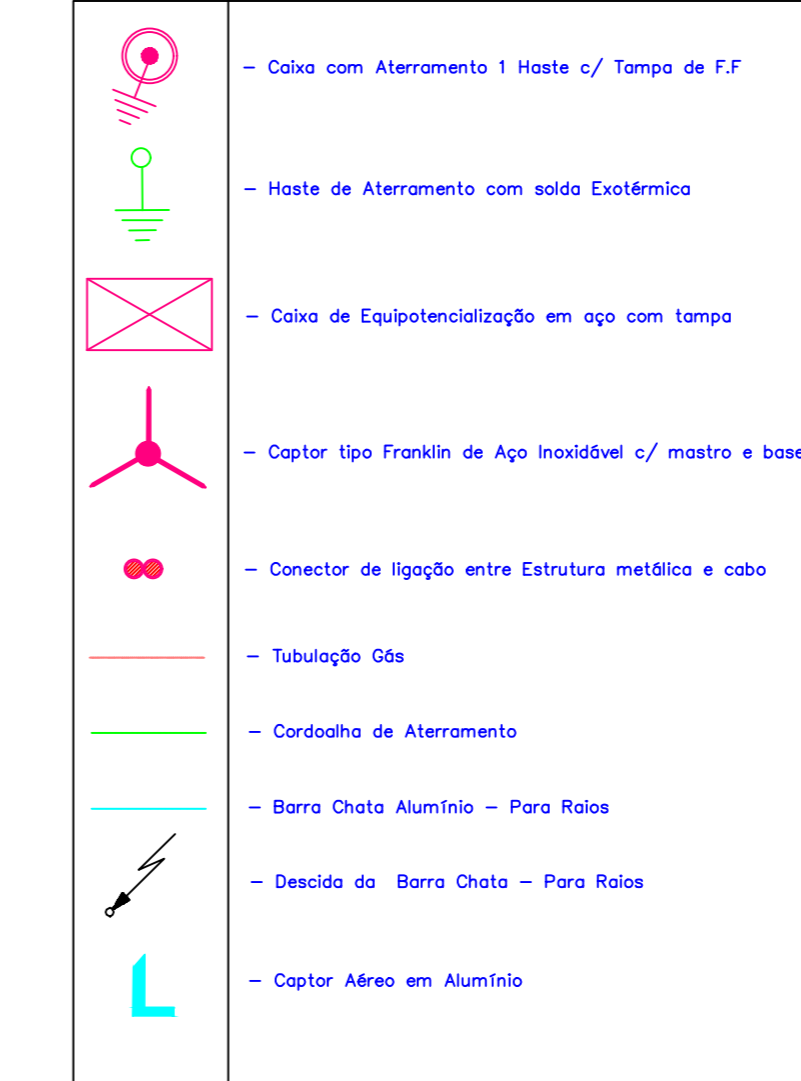 – Caixa com Aterramento 1 Haste c/ Tampa de F.F
– Haste de Aterramento com solda Exotérmica
– Caixa de Equipotencialização em aço com tampa
– Captor tipo Franklin de Aço Inoxidável c/ mastro e base
– Conector de ligação entre Estrutura metálica e cabo
– Tubulação Gás
– Cordoalha de Aterramento
– Barra Chata Alumínio – Para Raios
– Descida da Barra Chata – Para Raios
– Captor Aéreo em Alumínio